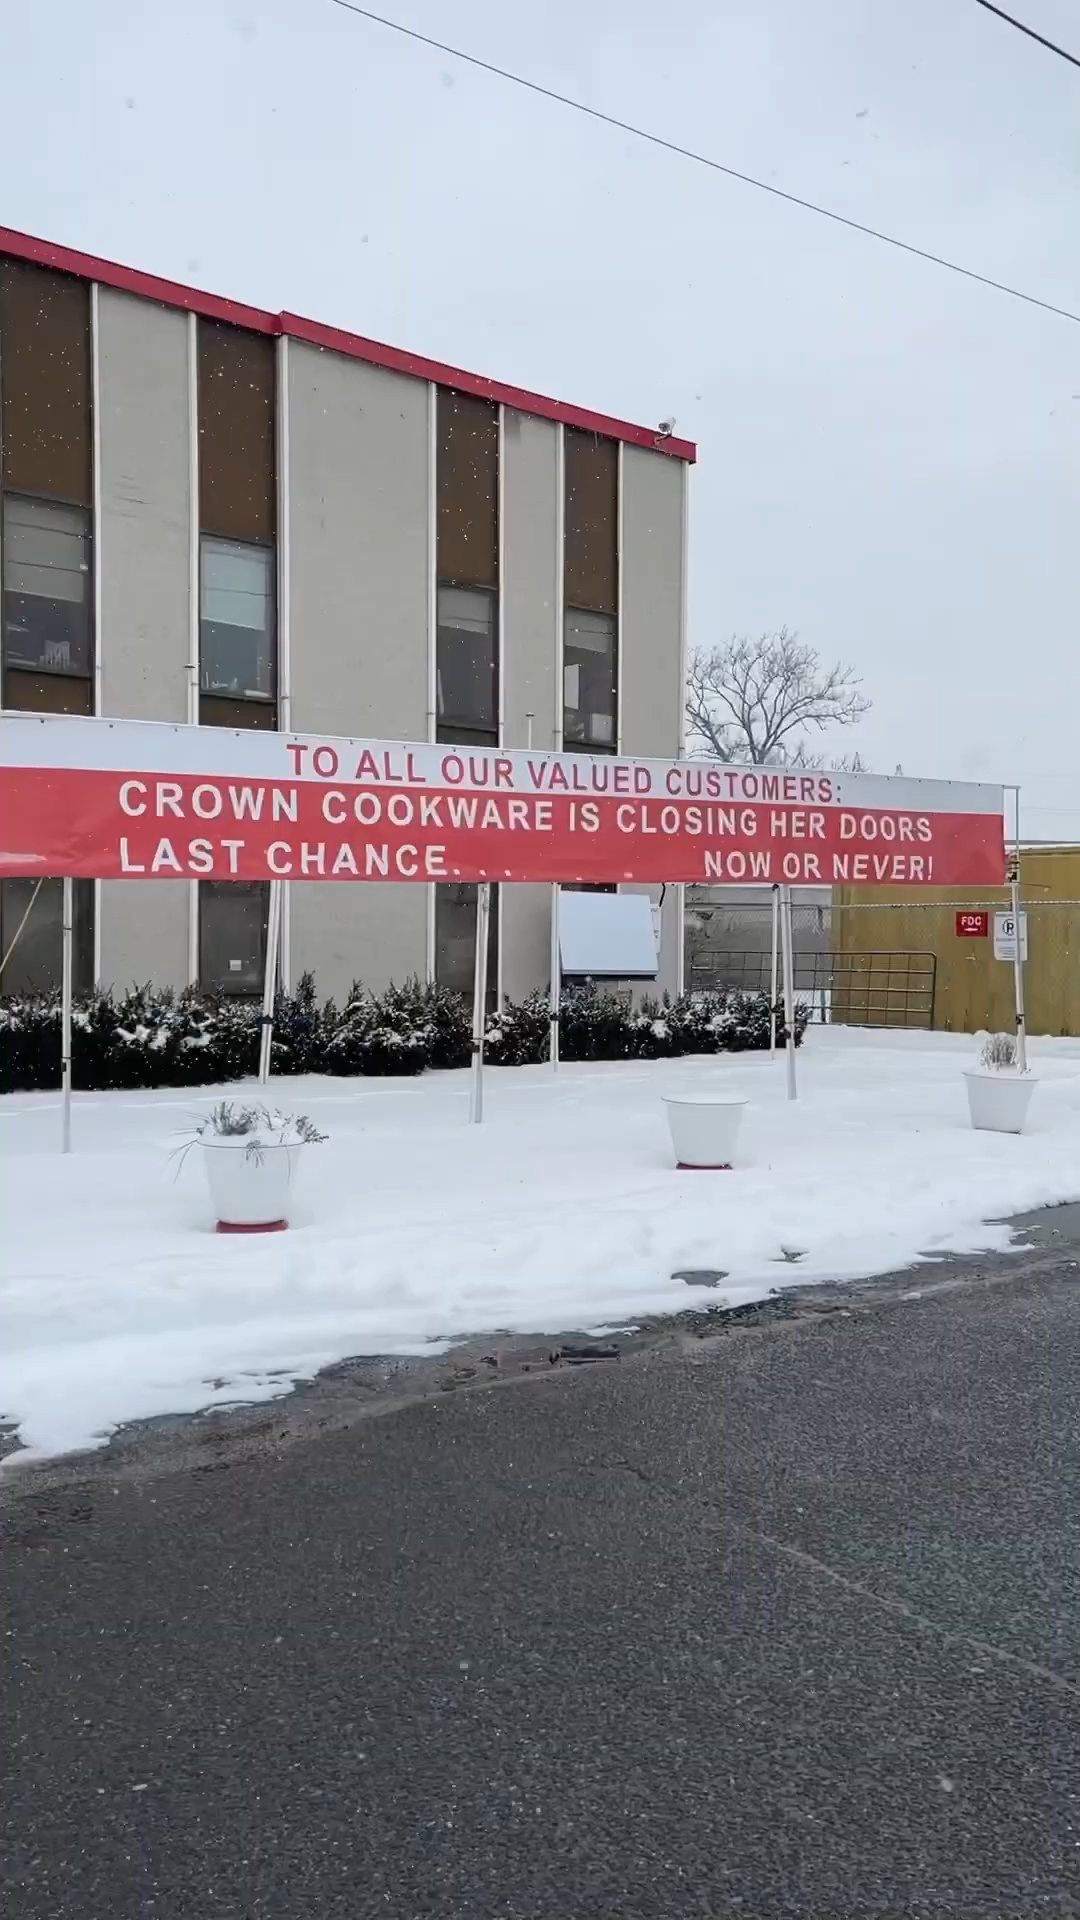 TO ALL OUR VALUED CUSTOMERS:
CROWN COOKWARE IS CLOSING HER DOORS
LAST CHANCE. . . NOW OR NEVER!
FDC
P